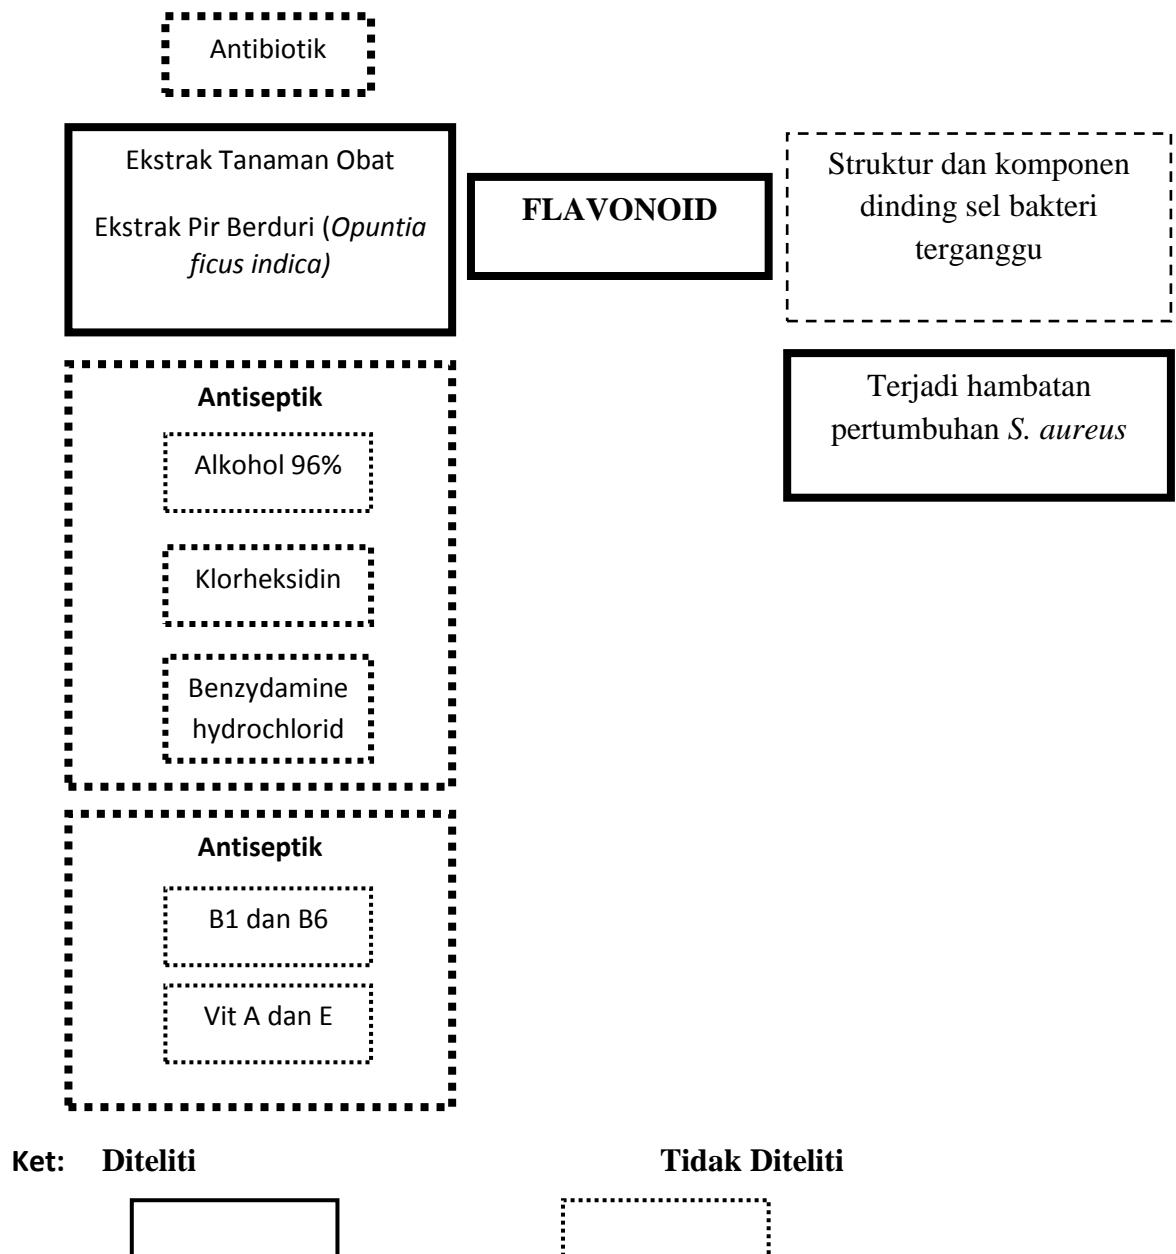 Antibiotik
Ekstrak Tanaman Obat
Ekstrak Pir Berduri (Opuntia
ficus indica)
FLAVONOID
Struktur dan komponen
dinding sel bakteri
terganggu
Terjadi hambatan
pertumbuhan S. aureus
Antiseptik
Alkohol 96%
Klorheksidin
Benzydamine
hydrochlorid
Antiseptik
B1 dan B6
Vit A dan E
Ket: Diteliti Tidak Diteliti